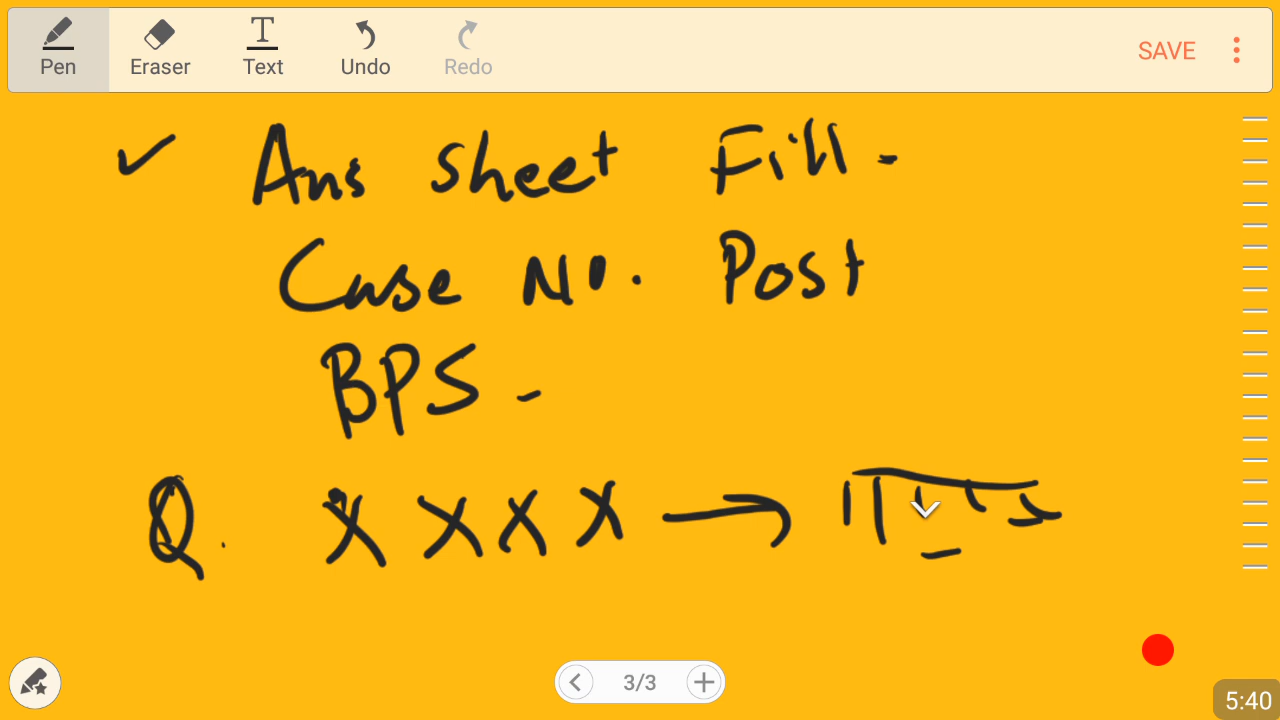 Pen Eraser Text Undo Redo SAVE
✓ Ans sheet Fill -
Case No. Post
BPS -
Q. X X X X →
3/3
5:40